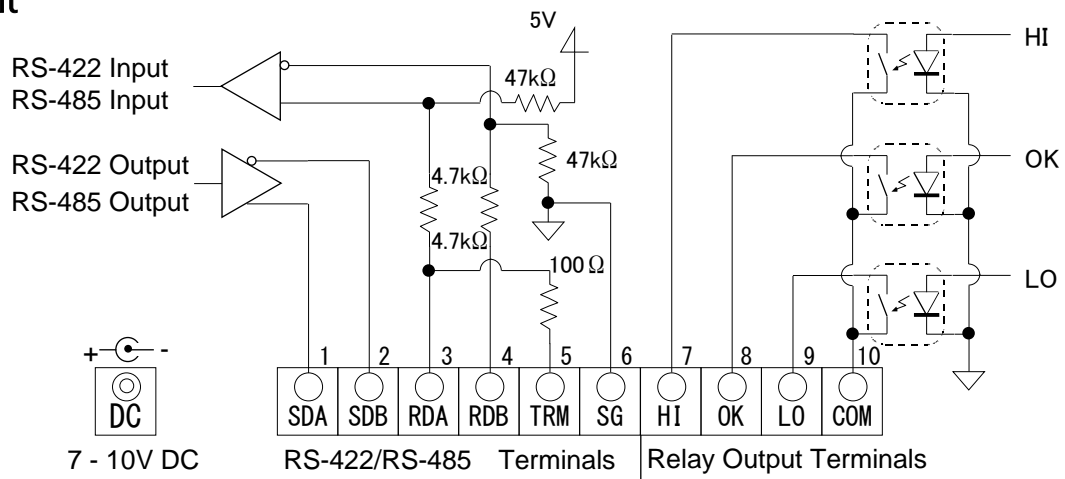 5V
HI
RS-422 Input
RS-485 Input
47kΩ
RS-422 Output
RS-485 Output
47kΩ
OK
4.7kΩ
4.7kΩ
100Ω
LO
+ -
1 2 3 4 5 6 7 8 9 10
DC SDA SDB RDA RDB TRM SG HI OK LO COM
7 - 10V DC RS-422/RS-485 Terminals Relay Output Terminals